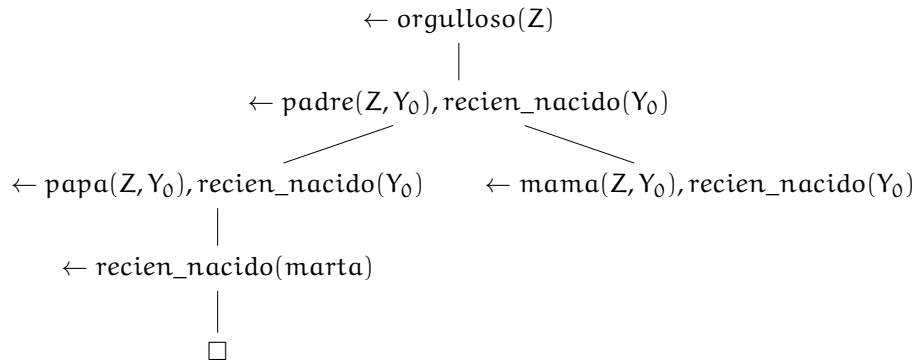 ← orgulloso(Z)
← padre(Z, Y₀), recien_nacido(Y₀)
← papa(Z, Y₀), recien_nacido(Y₀)
← mama(Z, Y₀), recien_nacido(Y₀)
← recien_nacido(marta)
□